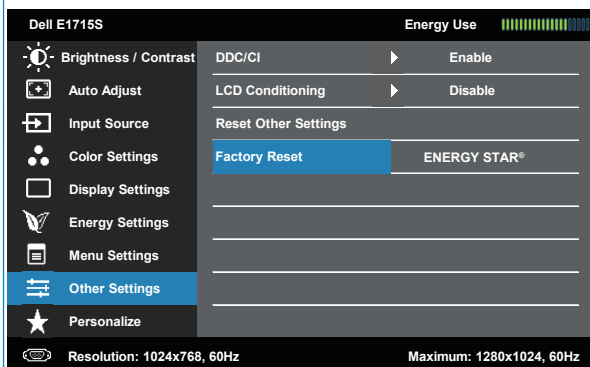 Dell E1715S Energy Use
Brightness / Contrast DDC/CI Enable
Auto Adjust LCD Conditioning Disable
Input Source Reset Other Settings
Color Settings Factory Reset ENERGY STAR®
Display Settings
Energy Settings
Menu Settings
Other Settings
Personalize
Resolution: 1024x768, 60Hz Maximum: 1280x1024, 60Hz